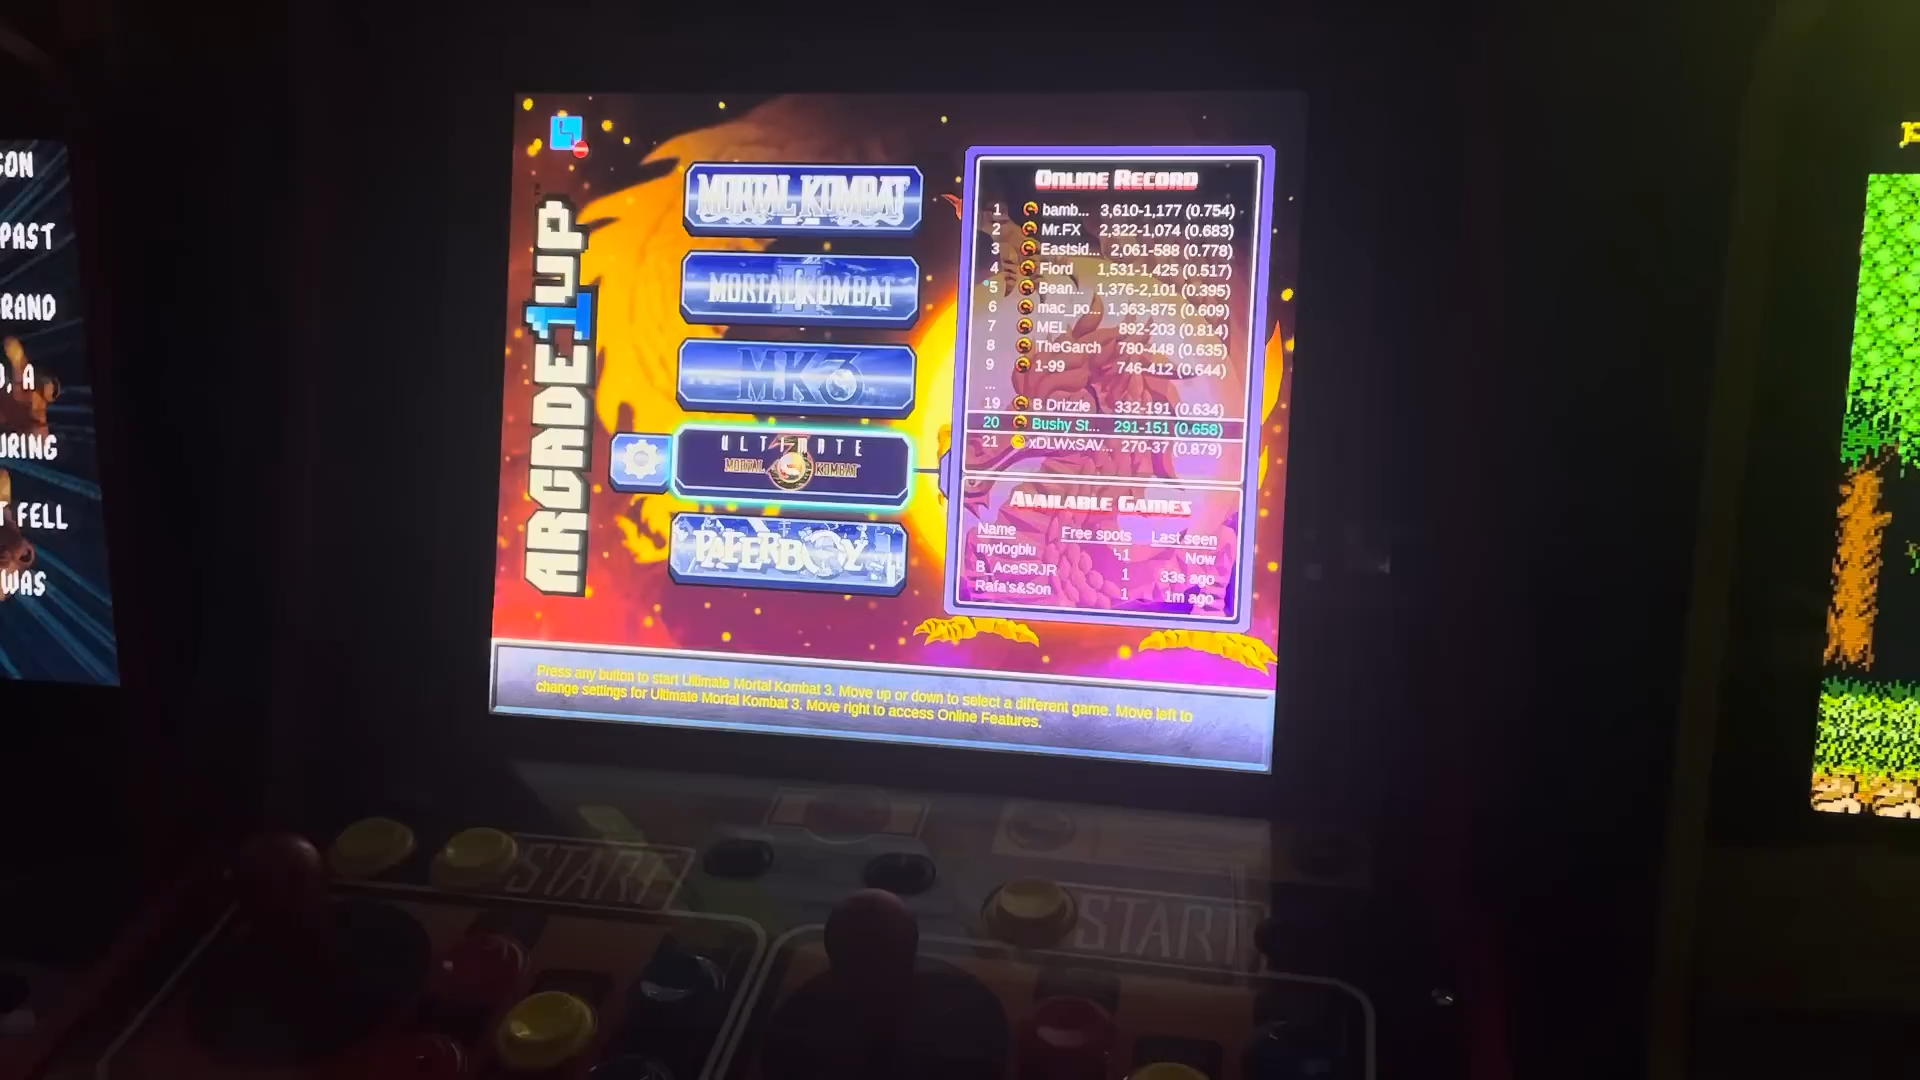 SON
PAST
RAND
D, A
URING
T FELL
WAS
ARCADE1UP
MORTAL KOMBAT
MORTAL KOMBAT II
MK3
ULTIMATE
MORTAL 3 KOMBAT
PAPERBOY
ONLINE RECORD
1 bamb... 3,610-1,177 (0.754)
2 Mr.FX 2,322-1,074 (0.683)
3 Eastsid... 2,061-588 (0.778)
4 Fiord 1,531-1,425 (0.517)
5 Bean... 1,376-2,101 (0.395)
6 mac_po... 1,363-875 (0.609)
7 MEL 892-203 (0.814)
8 TheGarch 780-448 (0.635)
9 1-99 746-412 (0.644)
...
19 B Drizzle 332-191 (0.634)
20 Bushy St... 291-151 (0.658)
21 xDLWxSAV... 270-37 (0.879)
AVAILABLE GAMES
Name Free spots Last seen
mydogblu 1 Now
B_AceSRJR 1 33s ago
Rafa's&Son 1 1m ago
Press any button to start Ultimate Mortal Kombat 3. Move up or down to select a different game. Move left to
change settings for Ultimate Mortal Kombat 3. Move right to access Online Features.
START
START